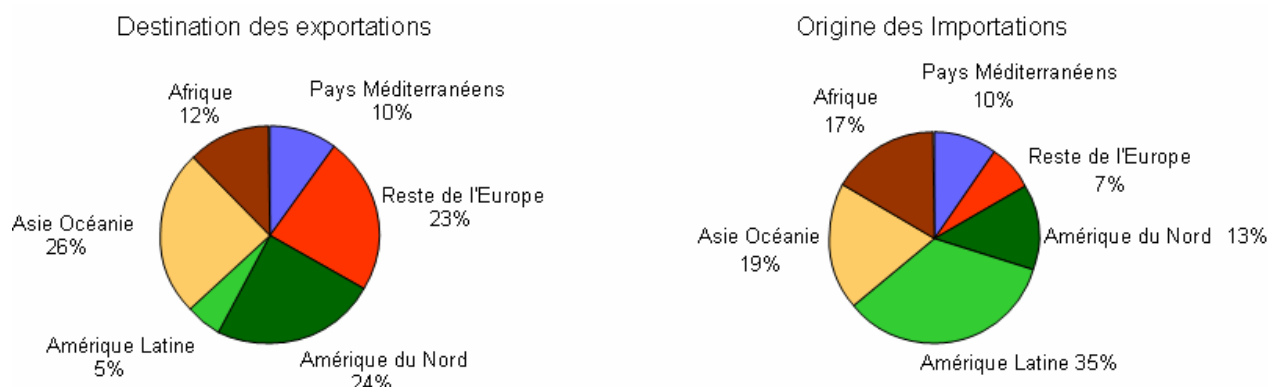 Destination des exportations
Afrique
12%
Pays Méditerranéens
10%
Reste de l'Europe
23%
Asie Océanie
26%
Amérique Latine
5%
Amérique du Nord
24%
Origine des Importations
Pays Méditerranéens
10%
Afrique
17%
Reste de l'Europe
7%
Asie Océanie
19%
Amérique du Nord 13%
Amérique Latine 35%